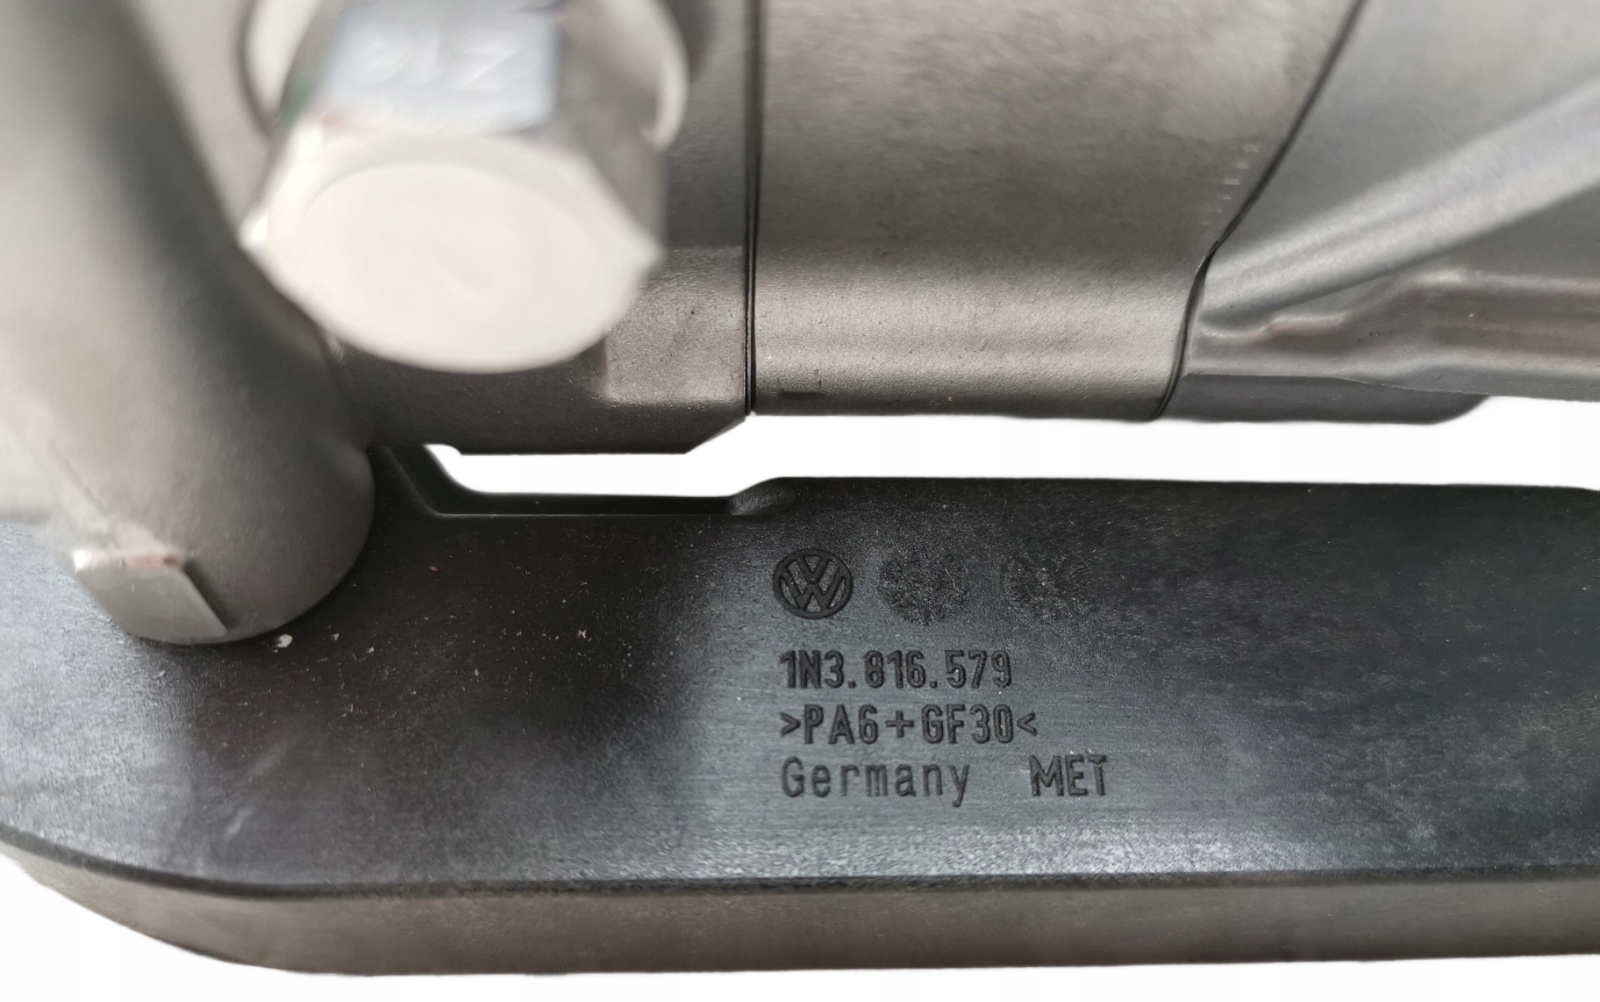 1N3.816.579
>PA6+GF30<
Germany MET